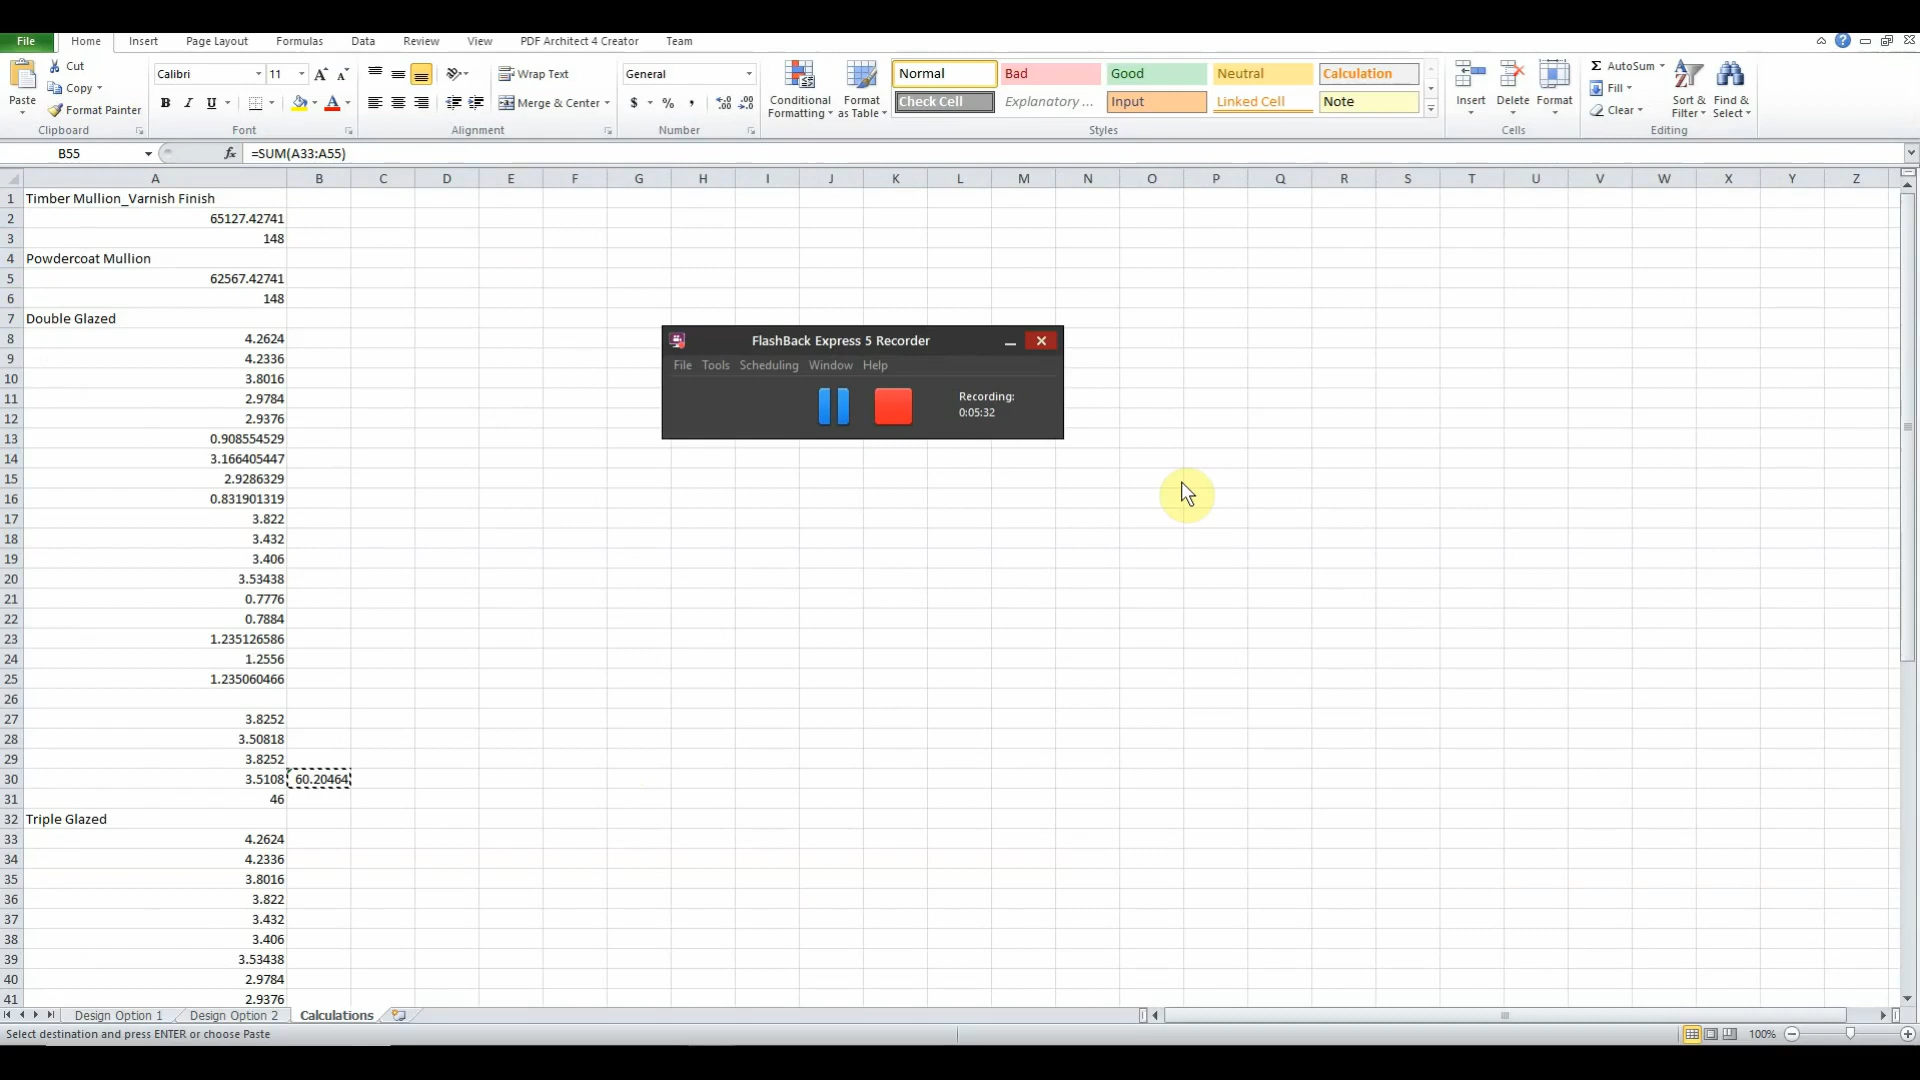 File Home Insert Page Layout Formulas Data Review View PDF Architect 4 Creator Team
Paste Cut Copy Format Painter
Clipboard
Calibri 11
B I U
Font
Wrap Text
Merge & Center
Alignment
General
$ % ,
Number
Conditional Formatting
Format as Table
Normal Bad Good Neutral Calculation
Check Cell Explanatory ... Input Linked Cell Note
Styles
Insert Delete Format
Cells
Σ AutoSum
Fill
Clear
Sort & Filter
Find & Select
Editing
B55 fx =SUM(A33:A55)
A B C D E F G H I J K L M N O P Q R S T U V W X Y Z
1 Timber Mullion_Varnish Finish
2 65127.42741
3 148
4 Powdercoat Mullion
5 62567.42741
6 148
7 Double Glazed
8 4.2624
9 4.2336
10 3.8016
11 2.9784
12 2.9376
13 0.908554529
14 3.166405447
15 2.9286329
16 0.831901319
17 3.822
18 3.432
19 3.406
20 3.53438
21 0.7776
22 0.7884
23 1.235126586
24 1.2556
25 1.235060466
26
27 3.8252
28 3.50818
29 3.8252
30 3.5108 60.20464
31 46
32 Triple Glazed
33 4.2624
34 4.2336
35 3.8016
36 3.822
37 3.432
38 3.406
39 3.53438
40 2.9784
41 2.9376
FlashBack Express 5 Recorder
File Tools Scheduling Window Help
Recording:
0:05:32
Design Option 1 Design Option 2 Calculations
Select destination and press ENTER or choose Paste
100%